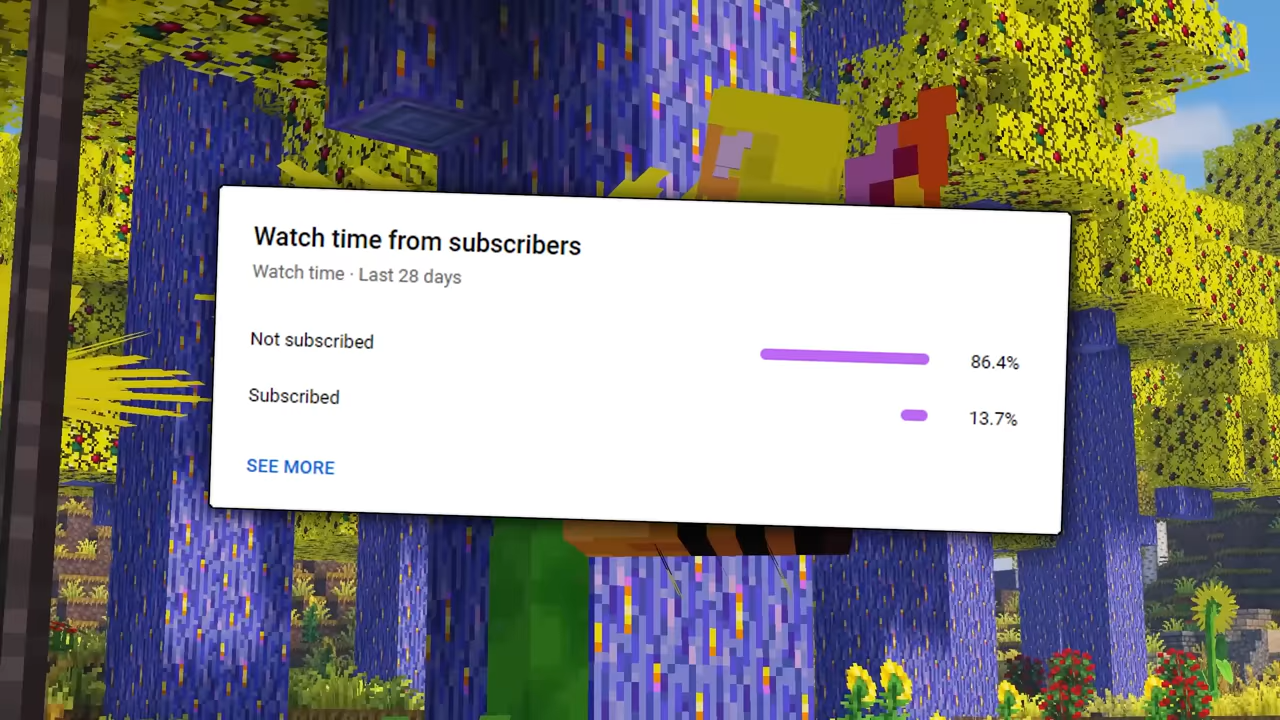 Watch time from subscribers
Watch time · Last 28 days
Not subscribed 86.4%
Subscribed 13.7%
SEE MORE